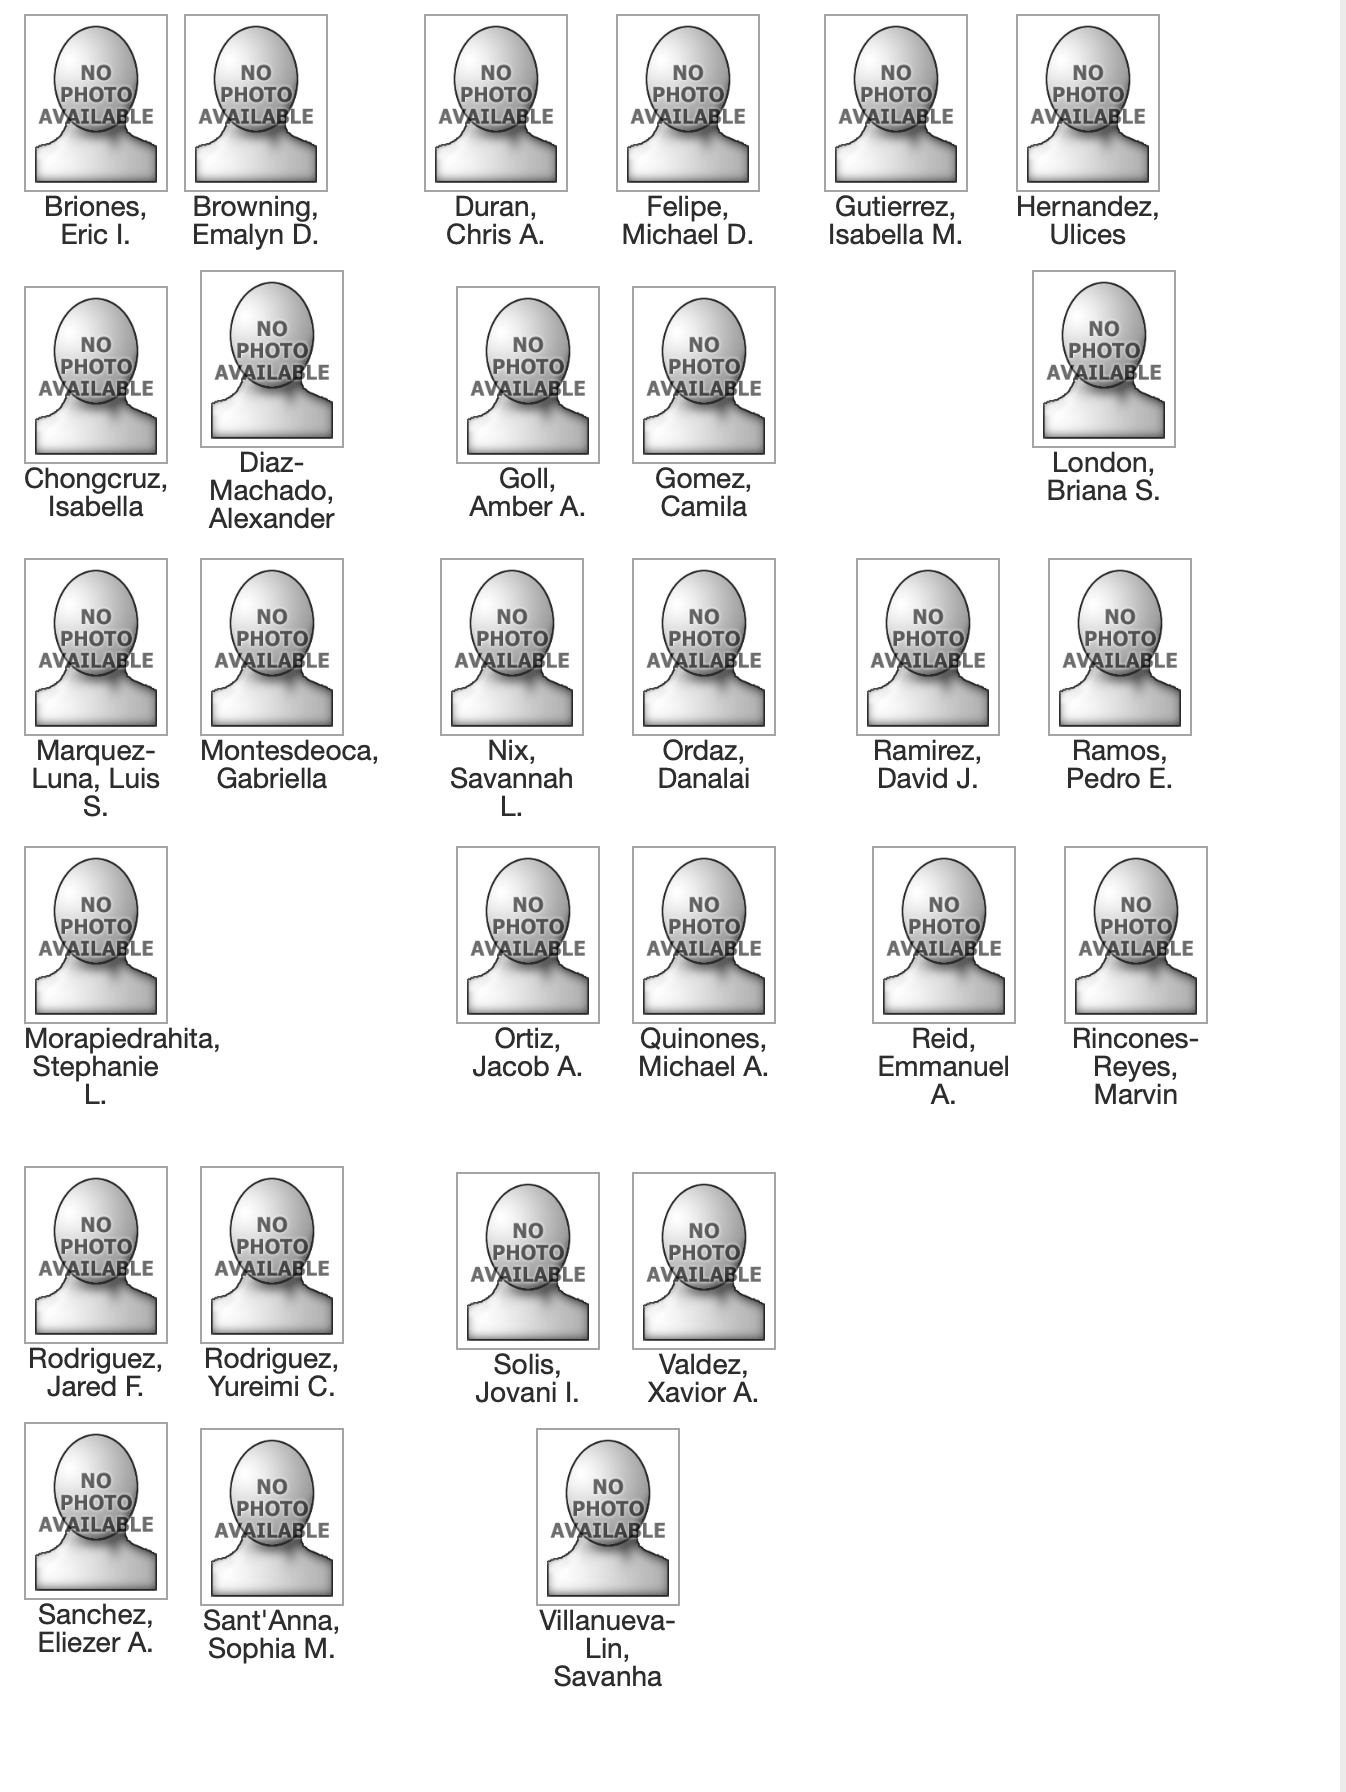 NO
PHOTO
AVAILABLE
Briones,
Eric I.
NO
PHOTO
AVAILABLE
Browning,
Emalyn D.
NO
PHOTO
AVAILABLE
Duran,
Chris A.
NO
PHOTO
AVAILABLE
Felipe,
Michael D.
NO
PHOTO
AVAILABLE
Gutierrez,
Isabella M.
NO
PHOTO
AVAILABLE
Hernandez,
Ulices
NO
PHOTO
AVAILABLE
Chongcruz,
Isabella
NO
PHOTO
AVAILABLE
Diaz-
Machado,
Alexander
NO
PHOTO
AVAILABLE
Goll,
Amber A.
NO
PHOTO
AVAILABLE
Gomez,
Camila
NO
PHOTO
AVAILABLE
London,
Briana S.
NO
PHOTO
AVAILABLE
Marquez-
Luna, Luis
S.
NO
PHOTO
AVAILABLE
Montesdeoca,
Gabriella
NO
PHOTO
AVAILABLE
Nix,
Savannah
L.
NO
PHOTO
AVAILABLE
Ordaz,
Danalai
NO
PHOTO
AVAILABLE
Ramirez,
David J.
NO
PHOTO
AVAILABLE
Ramos,
Pedro E.
NO
PHOTO
AVAILABLE
Morapiedrahita,
Stephanie
L.
NO
PHOTO
AVAILABLE
Ortiz,
Jacob A.
NO
PHOTO
AVAILABLE
Quinones,
Michael A.
NO
PHOTO
AVAILABLE
Reid,
Emmanuel
A.
NO
PHOTO
AVAILABLE
Rincones-
Reyes,
Marvin
NO
PHOTO
AVAILABLE
Rodriguez,
Jared F.
NO
PHOTO
AVAILABLE
Rodriguez,
Yureimi C.
NO
PHOTO
AVAILABLE
Solis,
Jovani I.
NO
PHOTO
AVAILABLE
Valdez,
Xavior A.
NO
PHOTO
AVAILABLE
Sanchez,
Eliezer A.
NO
PHOTO
AVAILABLE
Sant'Anna,
Sophia M.
NO
PHOTO
AVAILABLE
Villanueva-
Lin,
Savanha